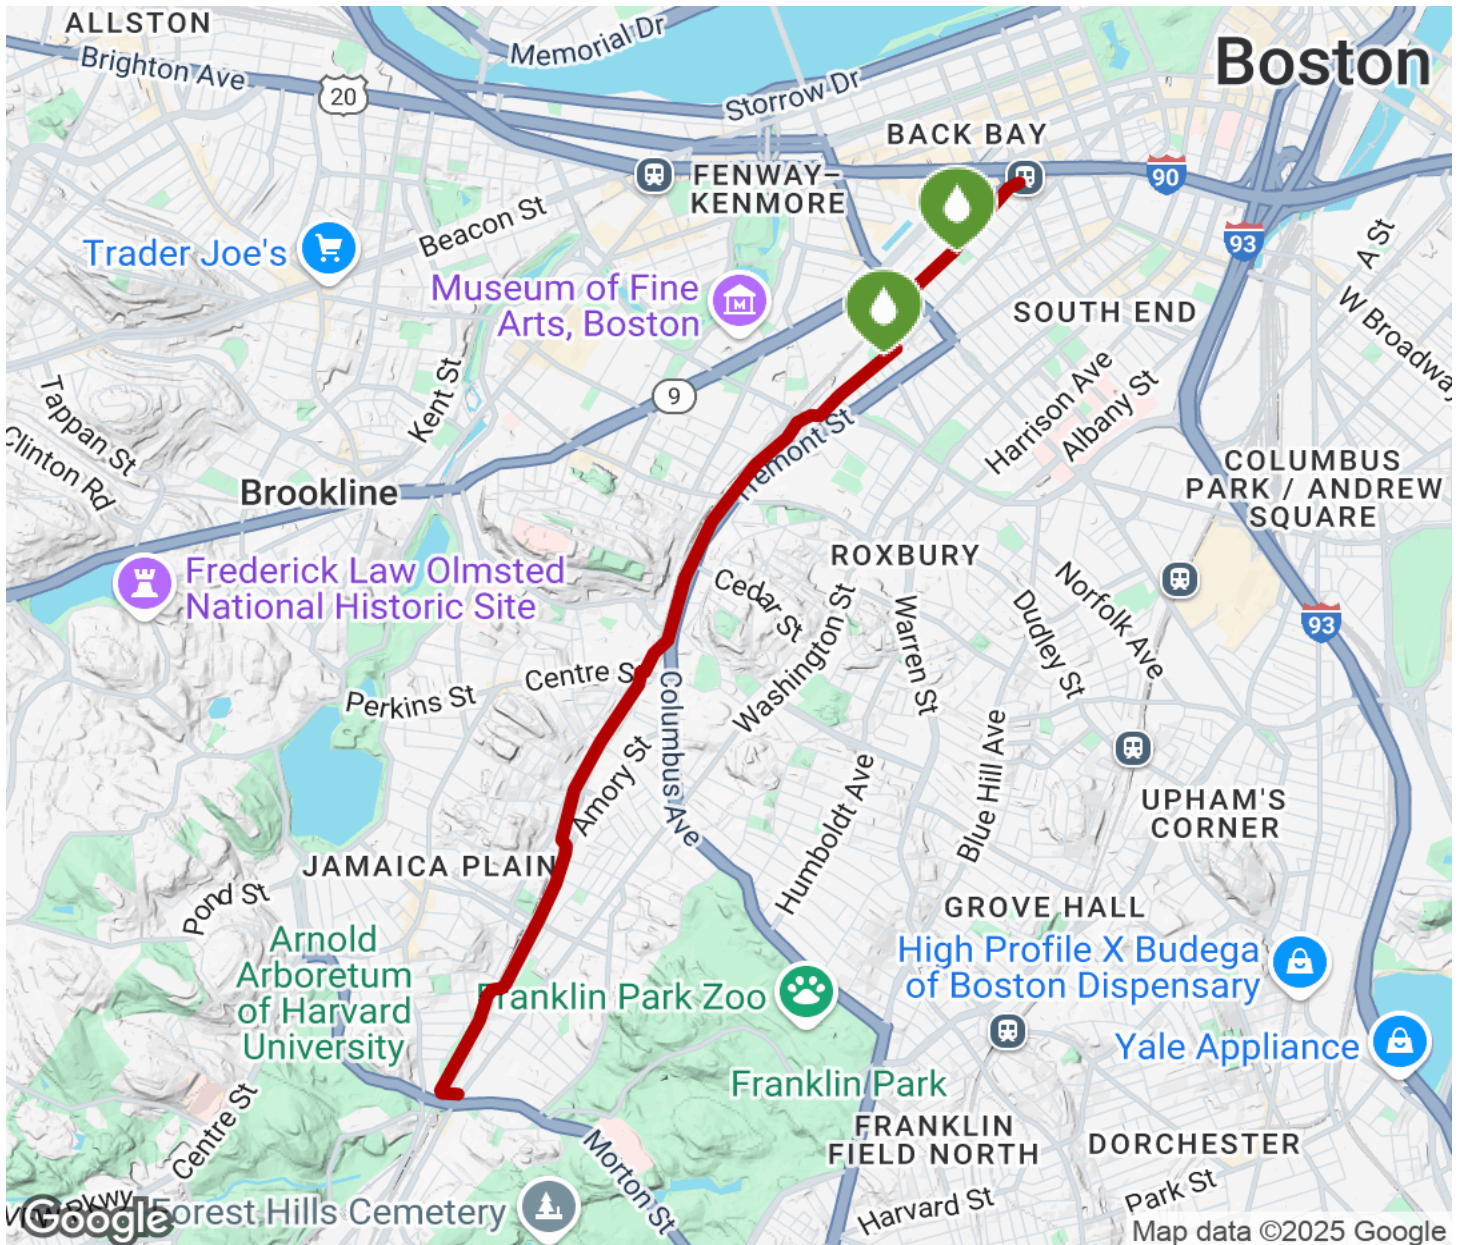 ALLSTON
Brighton Ave
20
Memorial Dr
Storrow Dr
Boston
BACK BAY
90
FENWAY–
KENMORE
Beacon St
Trader Joe's
Museum of Fine
Arts, Boston
93
A St
W Broadway
SOUTH END
Harrison Ave
Albany St
Kent St
9
Tappan St
Clinton Rd
Tremont St
Brookline
COLUMBUS
PARK / ANDREW
SQUARE
Frederick Law Olmsted
National Historic Site
ROXBURY
Cedar St
Washington St
Warren St
Dudley St
Norfolk Ave
93
Centre St
Perkins St
Columbus Ave
Amory St
Humboldt Ave
Blue Hill Ave
UPHAM'S
CORNER
JAMAICA PLAIN
Pond St
GROVE HALL
Arnold
Arboretum
of Harvard
University
Franklin Park Zoo
High Profile X Budega
of Boston Dispensary
Yale Appliance
Franklin Park
Centre St
FRANKLIN
FIELD NORTH
DORCHESTER
Morton St
Park St
Harvard St
Forest Hills Cemetery
Pkwy
Google
Map data ©2025 Google